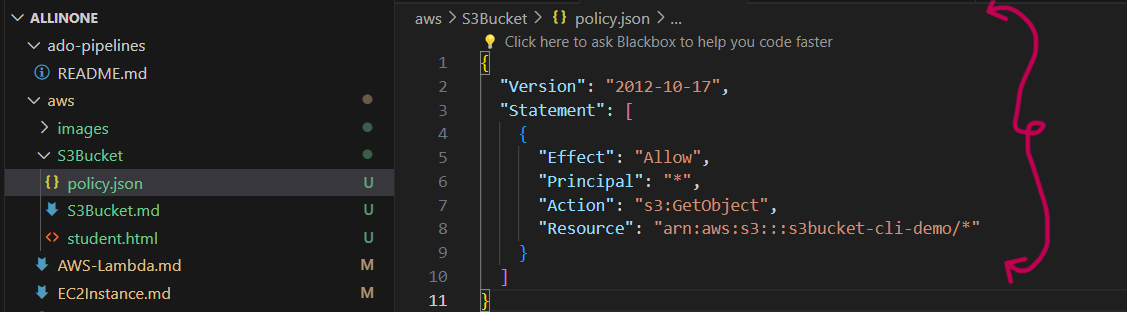 ALLINONE
ado-pipelines
README.md
aws
images
S3Bucket
policy.json U
S3Bucket.md U
student.html U
AWS-Lambda.md M
EC2Instance.md M
aws > S3Bucket > {} policy.json > ...
Click here to ask Blackbox to help you code faster
1 {
2 "Version": "2012-10-17",
3 "Statement": [
4 {
5 "Effect": "Allow",
6 "Principal": "*",
7 "Action": "s3:GetObject",
8 "Resource": "arn:aws:s3:::s3bucket-cli-demo/*"
9 }
10 ]
11 }